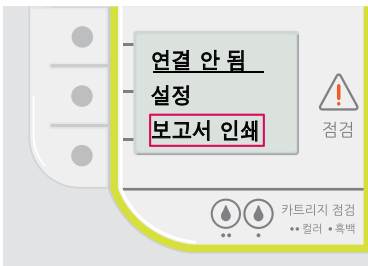 연결 안 됨
설정
보고서 인쇄
점검
카트리지 점검
•• 컬러 • 흑백